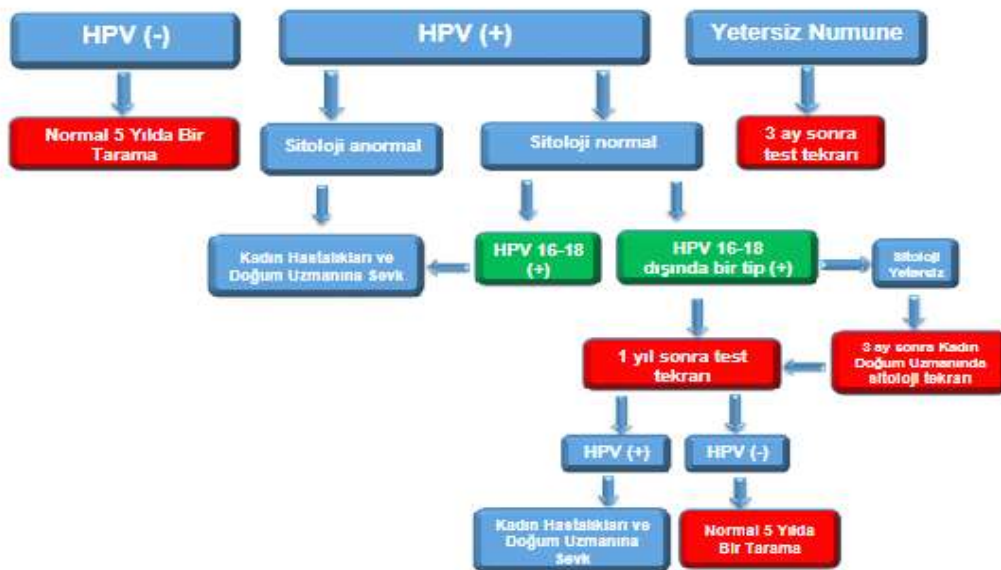 HPV (-)
HPV (+)
Yetersiz Numune
Normal 5 Yılda Bir
Tarama
Sitoloji anormal
Sitoloji normal
3 ay sonra
test tekrarı
Kadın Hastalıkları ve
Doğum Uzmanına Sevk
HPV 16-18
(+)
HPV 16-18
dışında bir tip (+)
Sitoloji
Yetersiz
1 yıl sonra test
tekrarı
3 ay sonra Kadın
Doğum Uzmanında
sitoloji tekrarı
HPV (+)
HPV (-)
Kadın Hastalıkları ve
Doğum Uzmanına
Sevk
Normal 5 Yılda
Bir Tarama